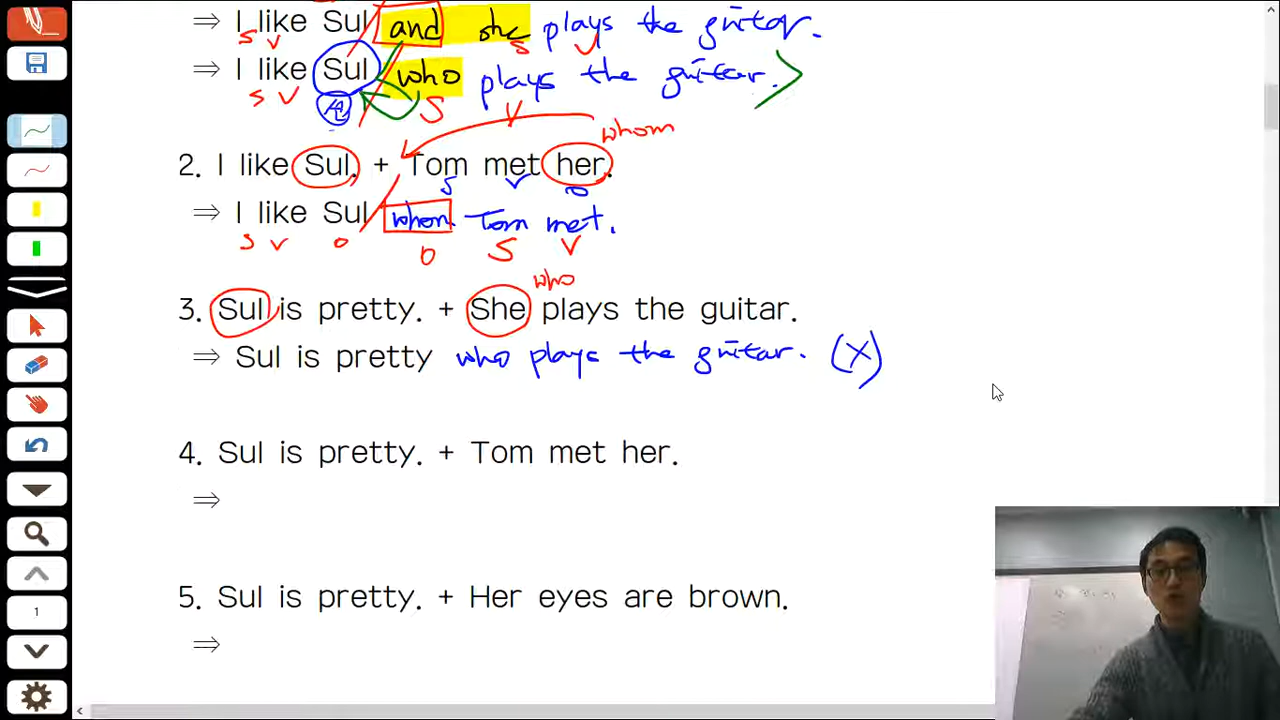 ⇒ I like Sul and she plays the guitar.
S V S V
⇒ I like Sul who plays the guitar.
S V S V
whom
2. I like Sul. + Tom met her.
S V O
⇒ I like Sul whom Tom met.
S V O O S V
who
3. Sul is pretty. + She plays the guitar.
⇒ Sul is pretty who plays the guitar. (X)
4. Sul is pretty. + Tom met her.
⇒
5. Sul is pretty. + Her eyes are brown.
⇒
1